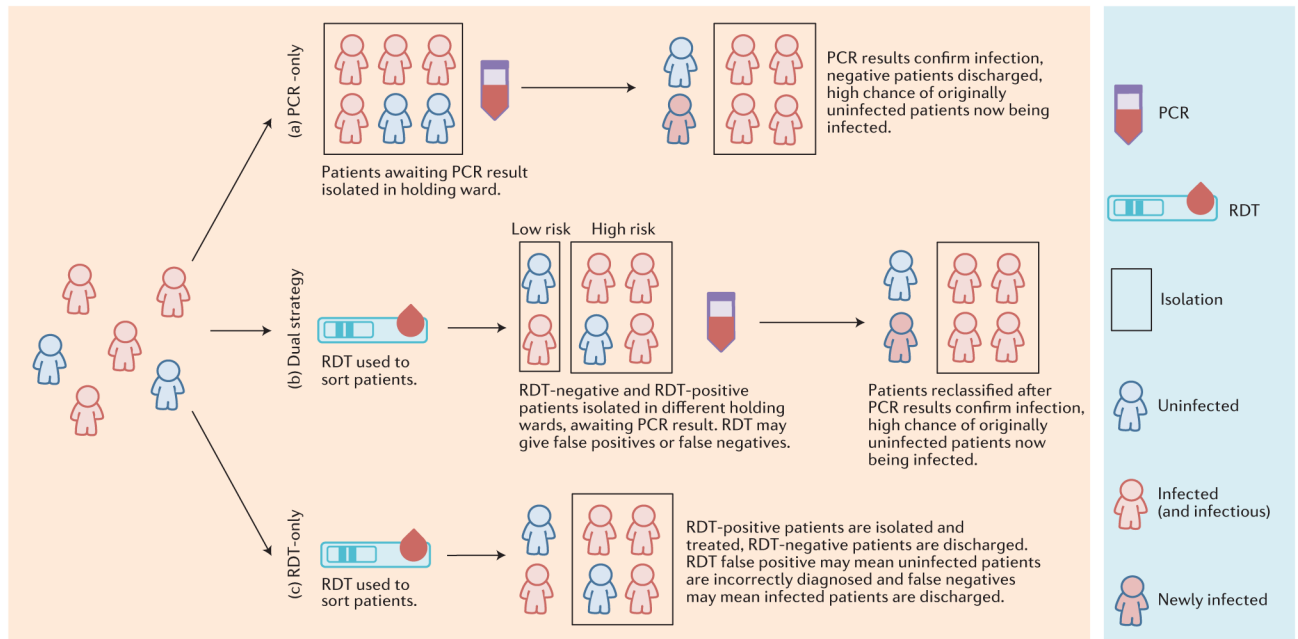 (a) PCR -only
Patients awaiting PCR result
isolated in holding ward.
PCR results confirm infection,
negative patients discharged,
high chance of originally
uninfected patients now being
infected.
(b) Dual strategy
RDT used to
sort patients.
Low risk
High risk
RDT-negative and RDT-positive
patients isolated in different holding
wards, awaiting PCR result. RDT may
give false positives or false negatives.
Patients reclassified after
PCR results confirm infection,
high chance of originally
uninfected patients now
being infected.
(c) RDT-only
RDT used to
sort patients.
RDT-positive patients are isolated and
treated, RDT-negative patients are discharged.
RDT false positive may mean uninfected patients
are incorrectly diagnosed and false negatives
may mean infected patients are discharged.
PCR
RDT
Isolation
Uninfected
Infected
(and infectious)
Newly infected